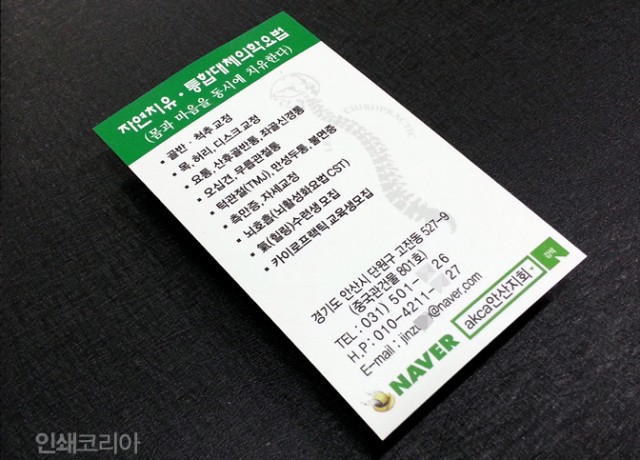 자연치유 · 통합대체의학요법
(몸과 마음을 동시에 치유한다)
CHIROPRACTIC
• 골반 · 척추 교정
• 목, 허리, 디스크 교정
• 요통, 산후골반통, 좌골신경통
• 오십견, 무릎관절통
• 턱관절(TMJ), 만성두통, 불면증
• 측만증, 자세교정
• 뇌호흡(뇌활성화요법 CST)
• 氣(힐링)수련생 모집
• 카이로프랙틱 교육생모집
경기도 안산시 단원구 고잔동 527-9
(중국관건물 801호)
TEL : 031) 501- 26
H.P : 010-4211- 27
E-mail : jinz @naver.com
NAVER akca안산지회 검색
인쇄코리아